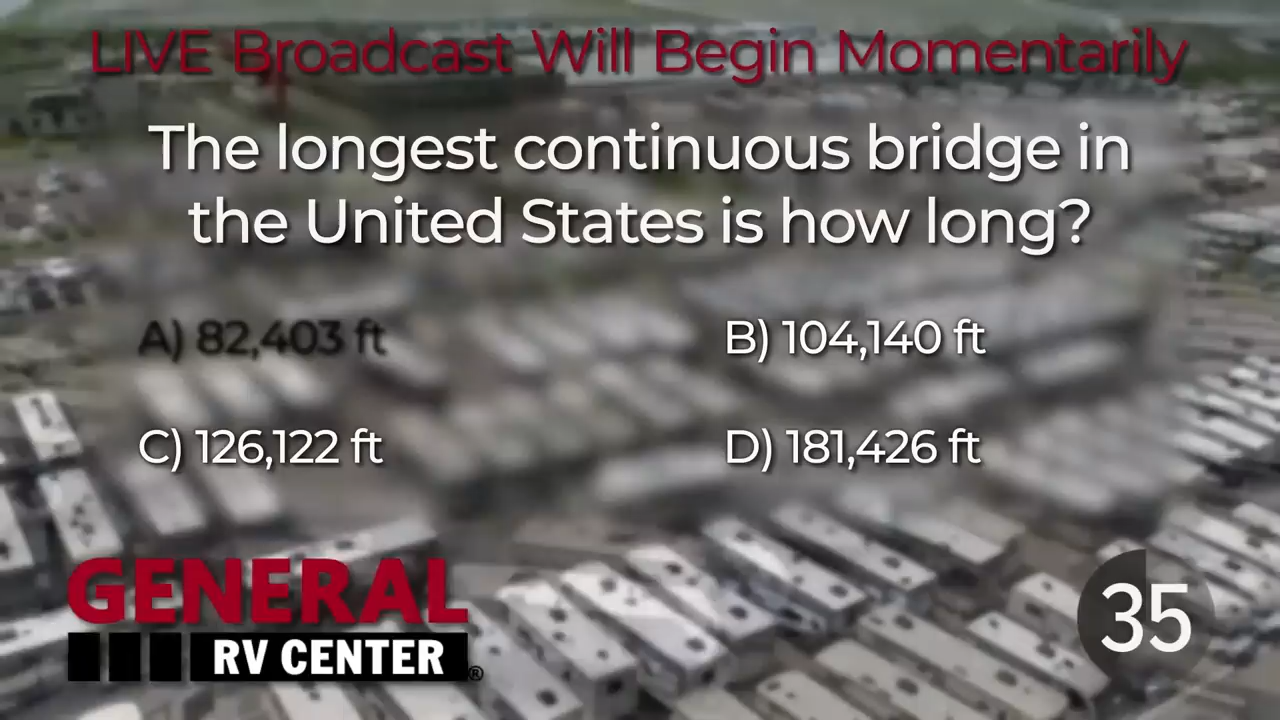 LIVE Broadcast Will Begin Momentarily
The longest continuous bridge in
the United States is how long?
A) 82,403 ft
B) 104,140 ft
C) 126,122 ft
D) 181,426 ft
GENERAL
RV CENTER®
35